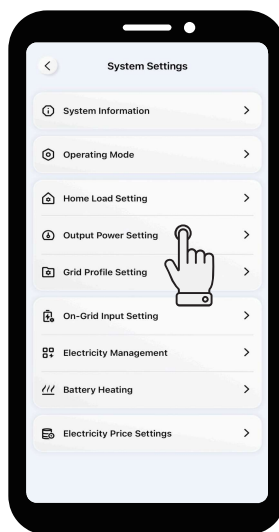 System Settings
System Information
Operating Mode
Home Load Setting
Output Power Setting
Grid Profile Setting
On-Grid Input Setting
Electricity Management
Battery Heating
Electricity Price Settings